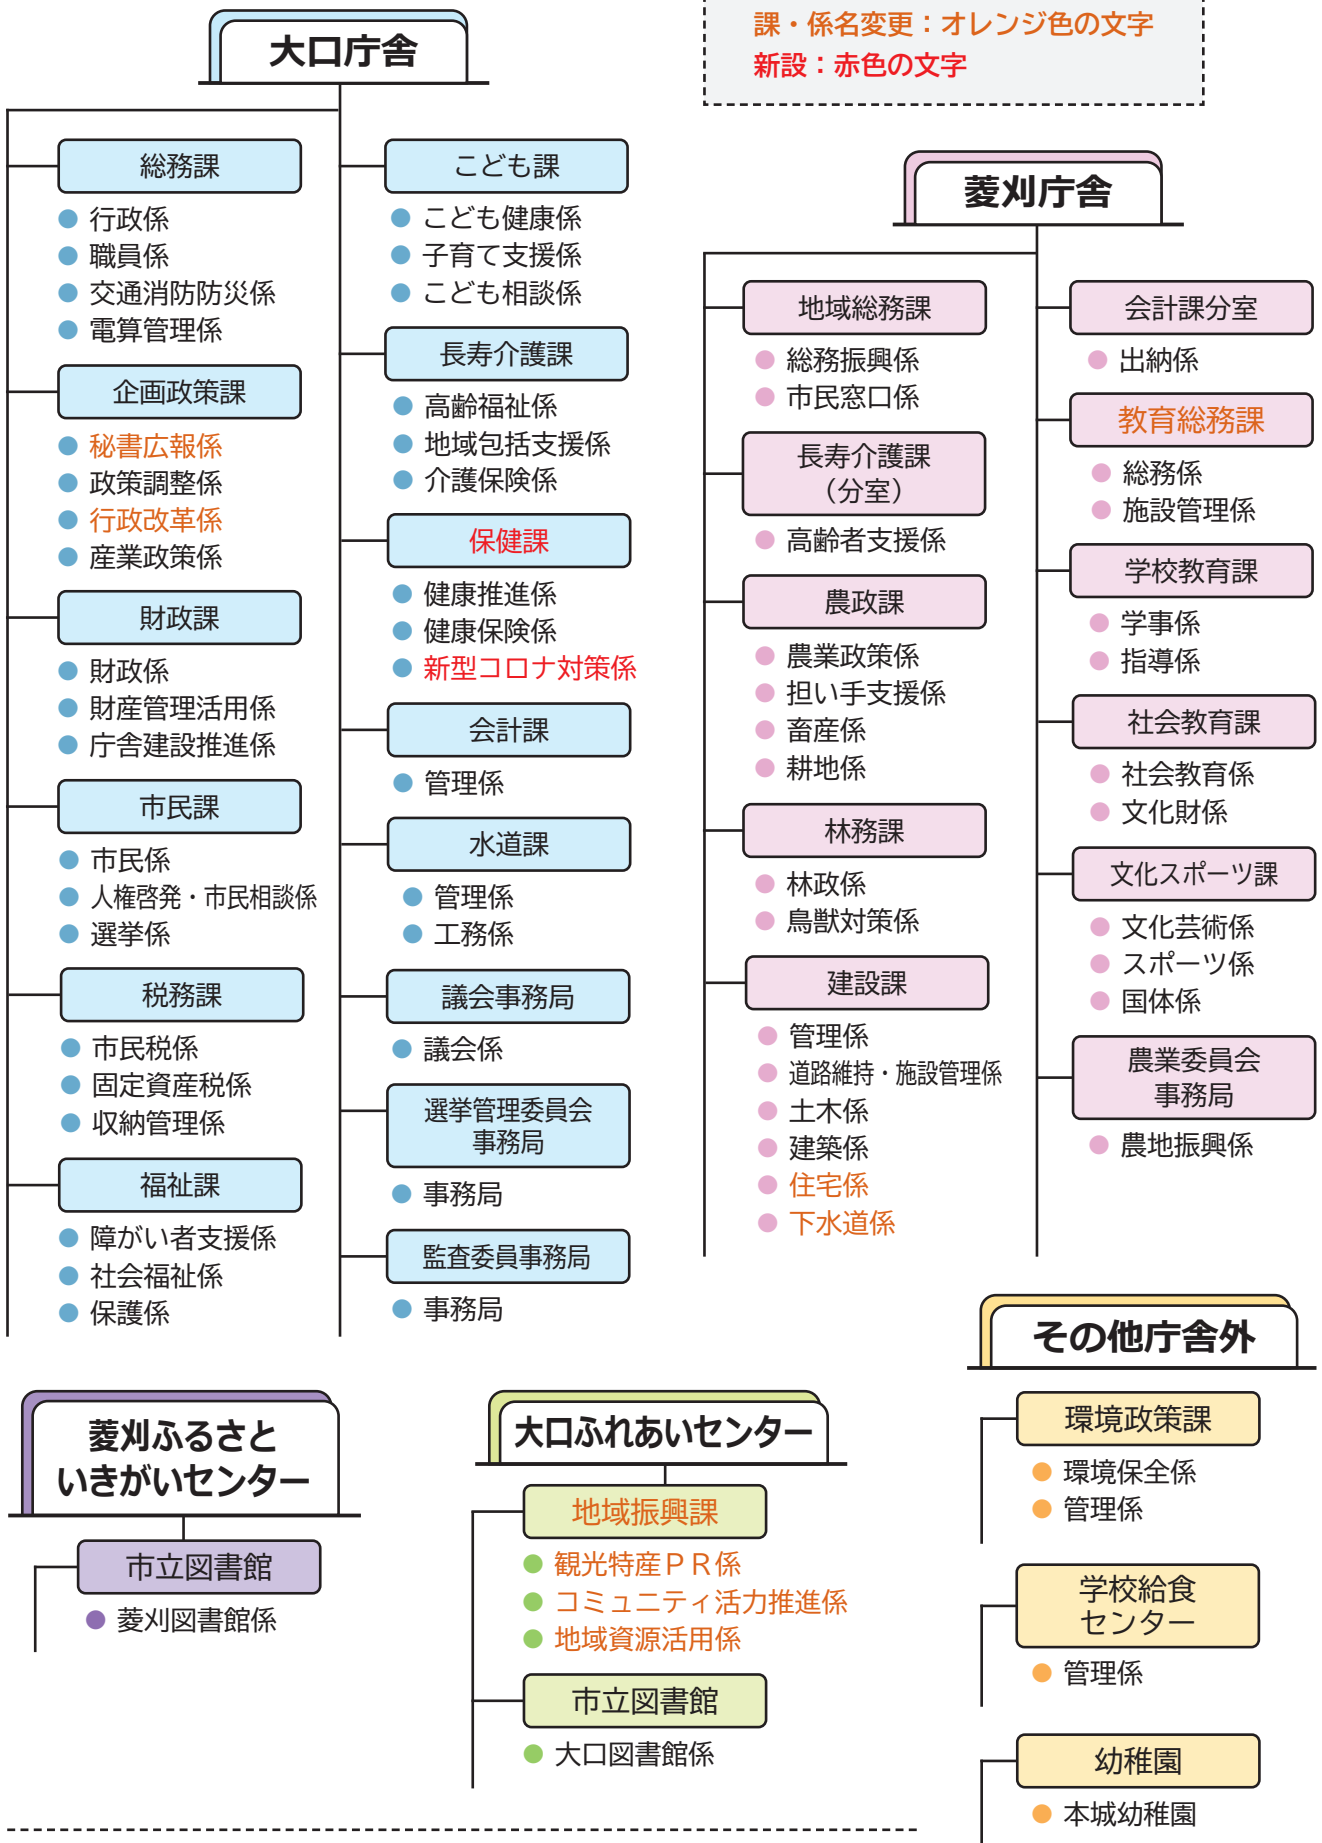 課・係名変更：オレンジ色の文字
新設：赤色の文字
大口庁舎
総務課
行政係
職員係
交通消防防災係
電算管理係
企画政策課
秘書広報係
政策調整係
行政改革係
産業政策係
財政課
財政係
財産管理活用係
庁舎建設推進係
市民課
市民係
人権啓発・市民相談係
選挙係
税務課
市民税係
固定資産税係
収納管理係
福祉課
障がい者支援係
社会福祉係
保護係
こども課
こども健康係
子育て支援係
こども相談係
長寿介護課
高齢福祉係
地域包括支援係
介護保険係
保健課
健康推進係
健康保険係
新型コロナ対策係
会計課
管理係
水道課
管理係
工務係
議会事務局
議会係
選挙管理委員会
事務局
事務局
監査委員事務局
事務局
菱刈庁舎
地域総務課
総務振興係
市民窓口係
長寿介護課
（分室）
高齢者支援係
農政課
農業政策係
担い手支援係
畜産係
耕地係
林務課
林政係
鳥獣対策係
建設課
管理係
道路維持・施設管理係
土木係
建築係
住宅係
下水道係
会計課分室
出納係
教育総務課
総務係
施設管理係
学校教育課
学事係
指導係
社会教育課
社会教育係
文化財係
文化スポーツ課
文化芸術係
スポーツ係
国体係
農業委員会
事務局
農地振興係
菱刈ふるさと
いきがいセンター
市立図書館
菱刈図書館係
大口ふれあいセンター
地域振興課
観光特産ＰＲ係
コミュニティ活力推進係
地域資源活用係
市立図書館
大口図書館係
その他庁舎外
環境政策課
環境保全係
管理係
学校給食
センター
管理係
幼稚園
本城幼稚園